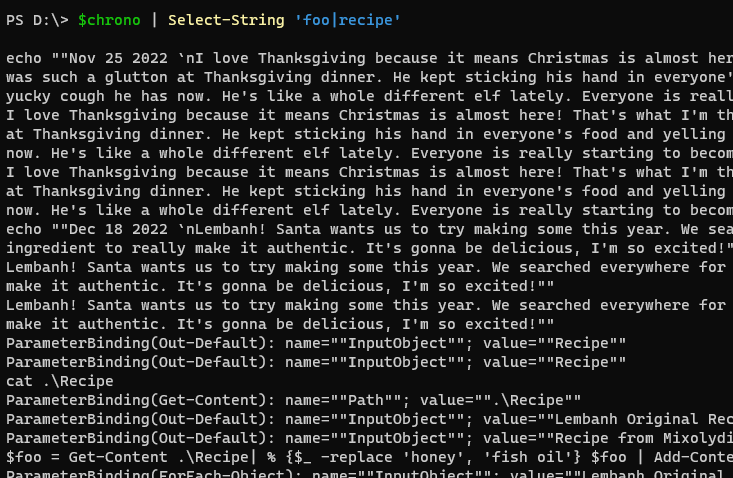 PS D:\> $chrono | Select-String 'foo|recipe'
echo ""Nov 25 2022 `nI love Thanksgiving because it means Christmas is almost her
was such a glutton at Thanksgiving dinner. He kept sticking his hand in everyone'
yucky cough he has now. He's like a whole different elf lately. Everyone is reall
I love Thanksgiving because it means Christmas is almost here! That's what I'm th
at Thanksgiving dinner. He kept sticking his hand in everyone's food and yelling
now. He's like a whole different elf lately. Everyone is really starting to becom
I love Thanksgiving because it means Christmas is almost here! That's what I'm th
at Thanksgiving dinner. He kept sticking his hand in everyone's food and yelling
now. He's like a whole different elf lately. Everyone is really starting to becom
echo ""Dec 18 2022 `nLembanh! Santa wants us to try making some this year. We sea
ingredient to really make it authentic. It's gonna be delicious, I'm so excited!"
Lembanh! Santa wants us to try making some this year. We searched everywhere for
make it authentic. It's gonna be delicious, I'm so excited!""
Lembanh! Santa wants us to try making some this year. We searched everywhere for
make it authentic. It's gonna be delicious, I'm so excited!""
ParameterBinding(Out-Default): name=""InputObject""; value=""Recipe""
ParameterBinding(Out-Default): name=""InputObject""; value=""Recipe""
cat .\Recipe
ParameterBinding(Get-Content): name=""Path""; value="".\Recipe""
ParameterBinding(Out-Default): name=""InputObject""; value=""Lembanh Original Rec
ParameterBinding(Out-Default): name=""InputObject""; value=""Recipe from Mixolydi
$foo = Get-Content .\Recipe| % {$_ -replace 'honey', 'fish oil'} $foo | Add-Conte
ParameterBinding(ForEach-Object): name=""InputObject""; value=""Lembanh Original